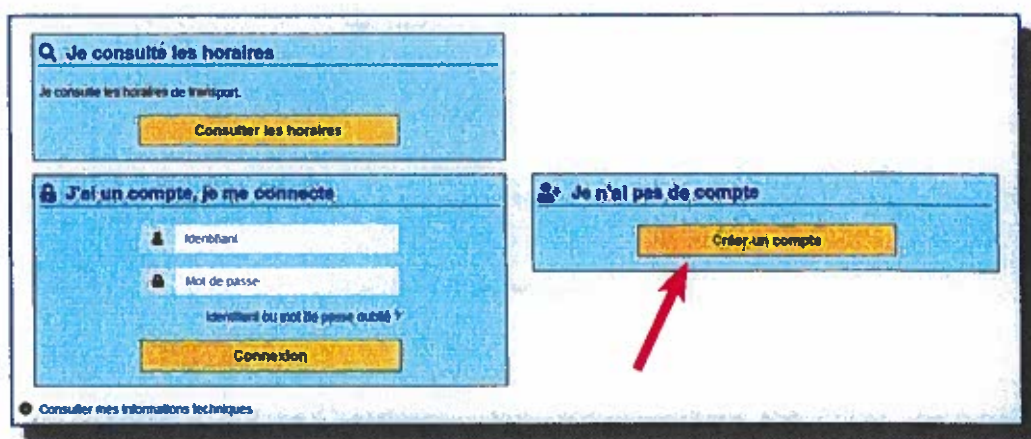 Je consulte les horaires
Je consulte les horaires de transport.
Consulter les horaires
J'ai un compte, je me connecte
Identifiant
Mot de passe
Identifiant ou mot de passe oublié ?
Connexion
Je n'ai pas de compte
Créer un compte
Consulter mes informations techniques